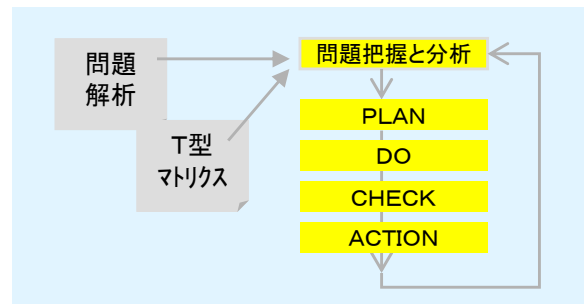 問題
解析
T型
マトリクス
問題把握と分析
PLAN
DO
CHECK
ACTION